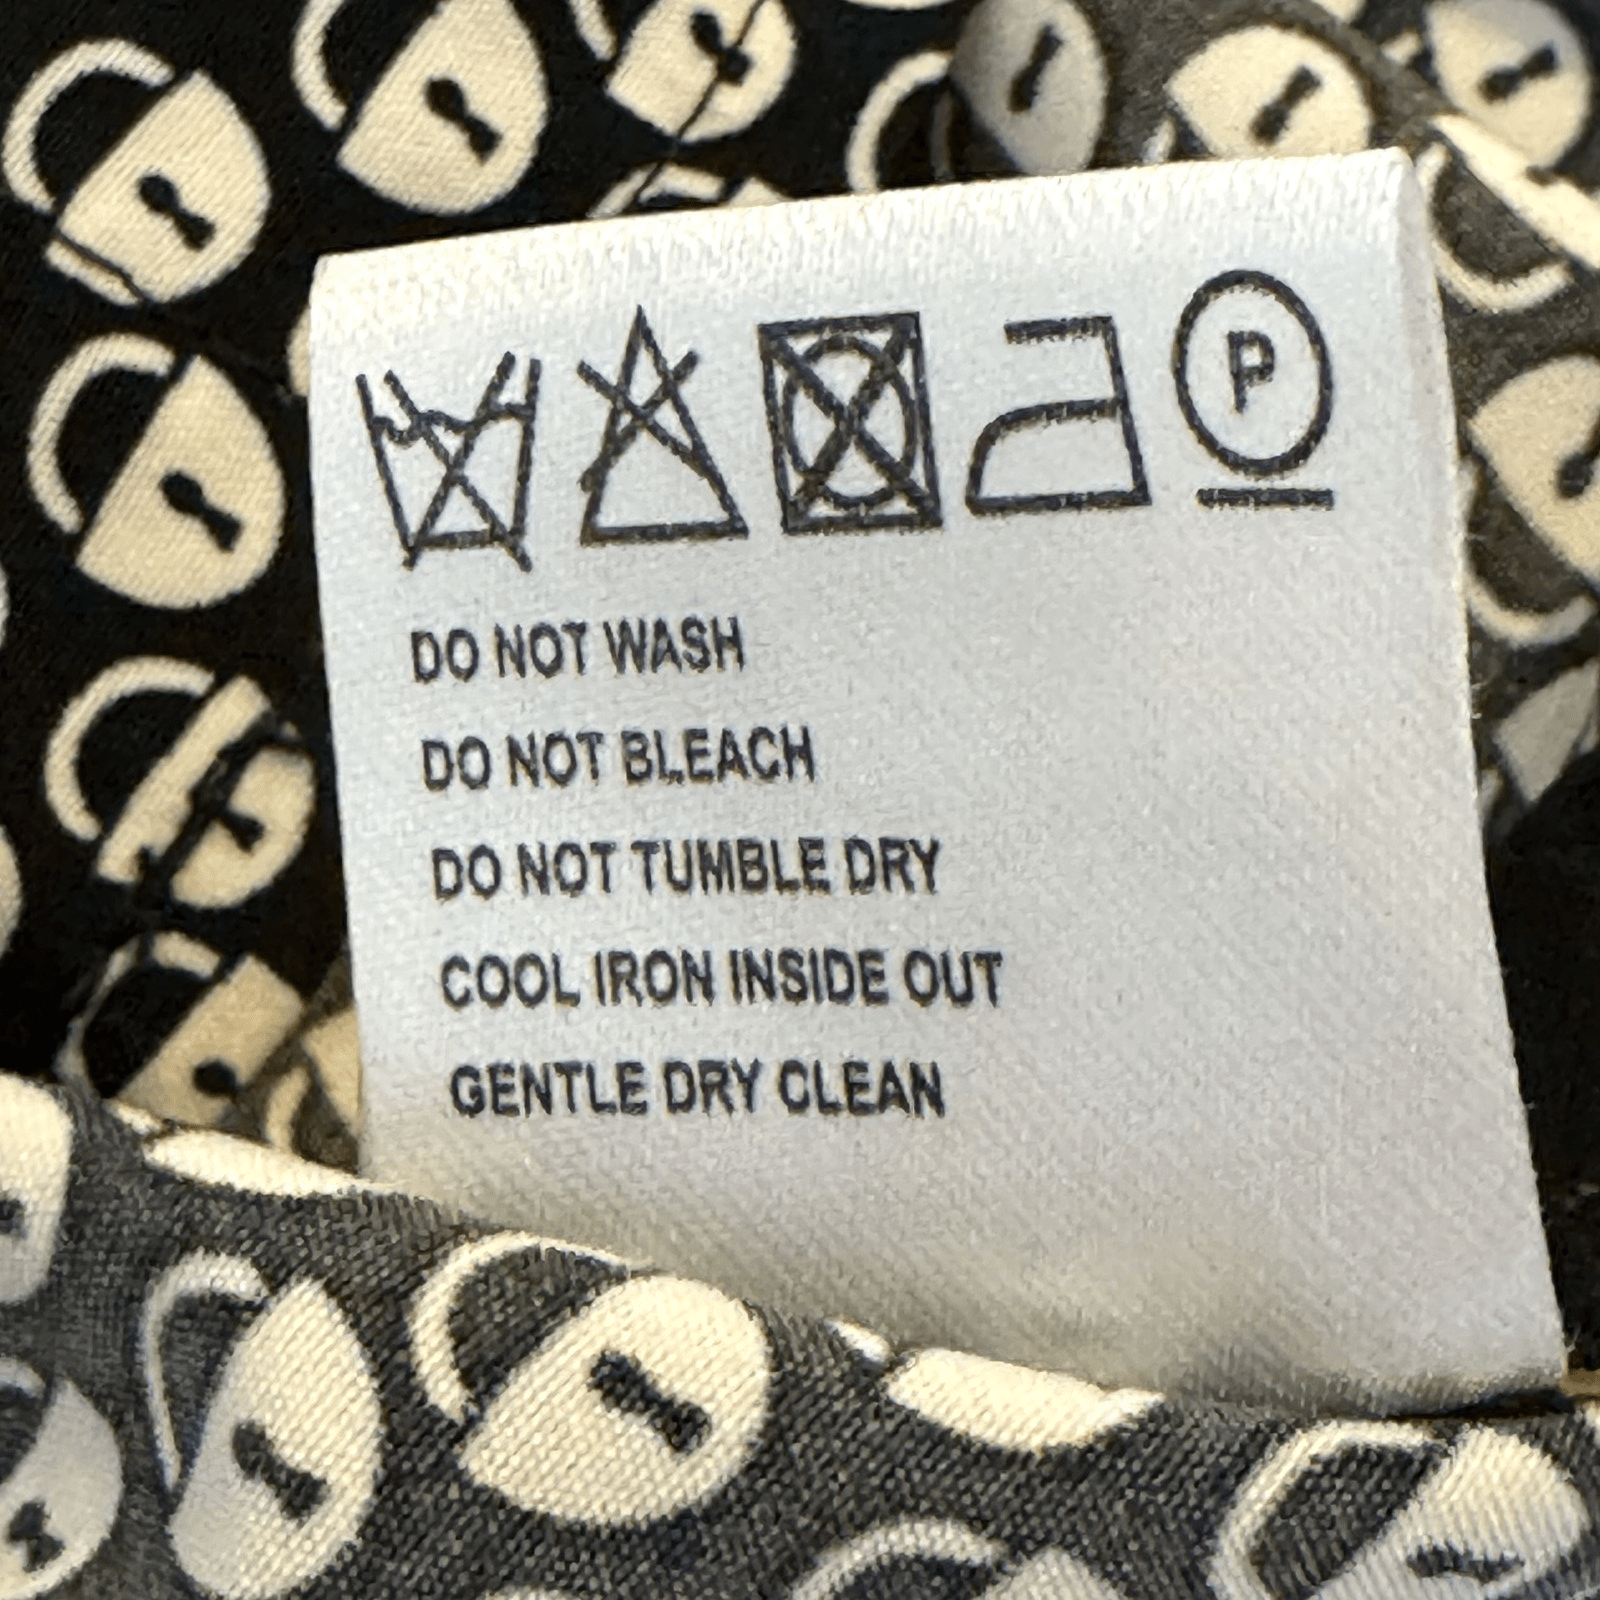 P
DO NOT WASH
DO NOT BLEACH
DO NOT TUMBLE DRY
COOL IRON INSIDE OUT
GENTLE DRY CLEAN